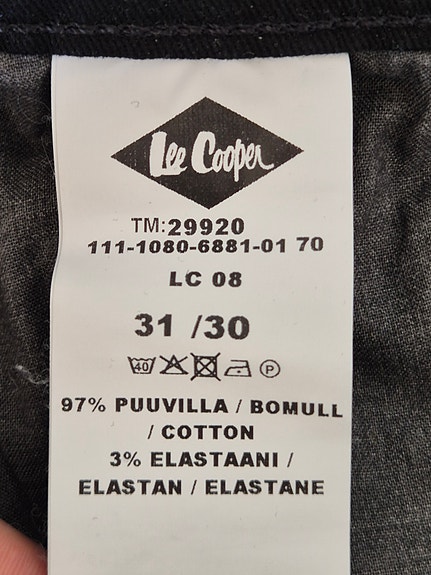 Lee Cooper
TM:29920
111-1080-6881-01 70
LC 08
31 /30
40 P
97% PUUVILLA / BOMULL
/ COTTON
3% ELASTAANI /
ELASTAN / ELASTANE